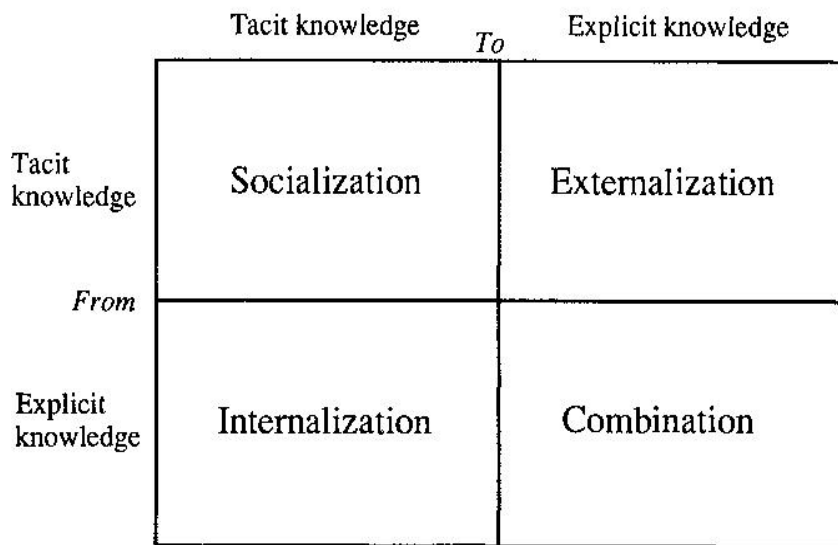 Tacit knowledge
To
Explicit knowledge
Tacit
knowledge
Socialization
Externalization
From
Explicit
knowledge
Internalization
Combination